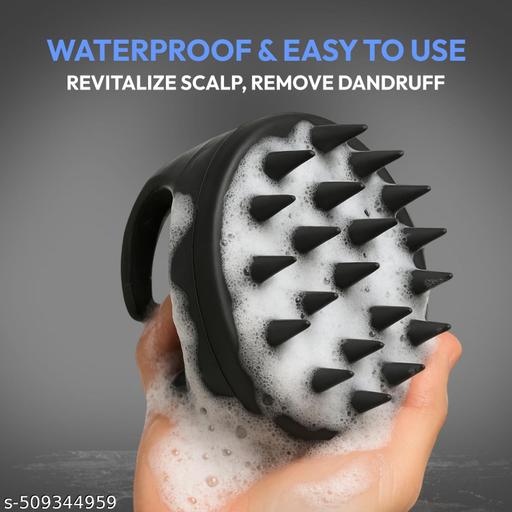 WATERPROOF & EASY TO USE
REVITALIZE SCALP, REMOVE DANDRUFF
s-509344959